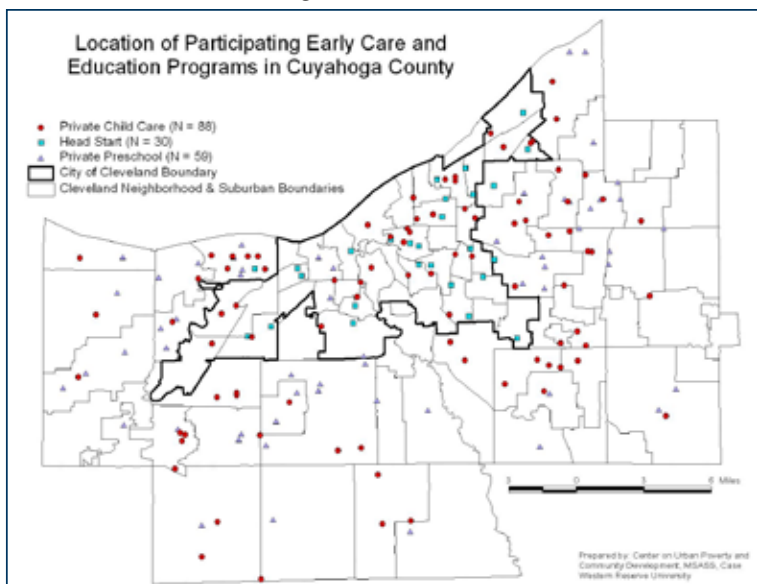 Location of Participating Early Care and
Education Programs in Cuyahoga County
Private Child Care (N = 88)
Head Start (N = 30)
Private Preschool (N = 59)
City of Cleveland Boundary
Cleveland Neighborhood & Suburban Boundaries
3 0 3 6 Miles
Prepared by: Center on Urban Poverty and
Community Development, MSASS, Case
Western Reserve University